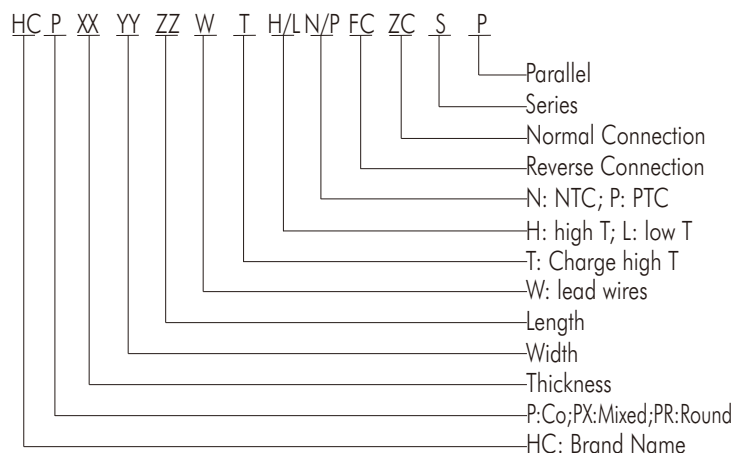 HC P XX YY ZZ W T H/L N/P FC ZC S P
Parallel
Series
Normal Connection
Reverse Connection
N: NTC; P: PTC
H: high T; L: low T
T: Charge high T
W: lead wires
Length
Width
Thickness
P:Co;PX:Mixed;PR:Round
HC: Brand Name